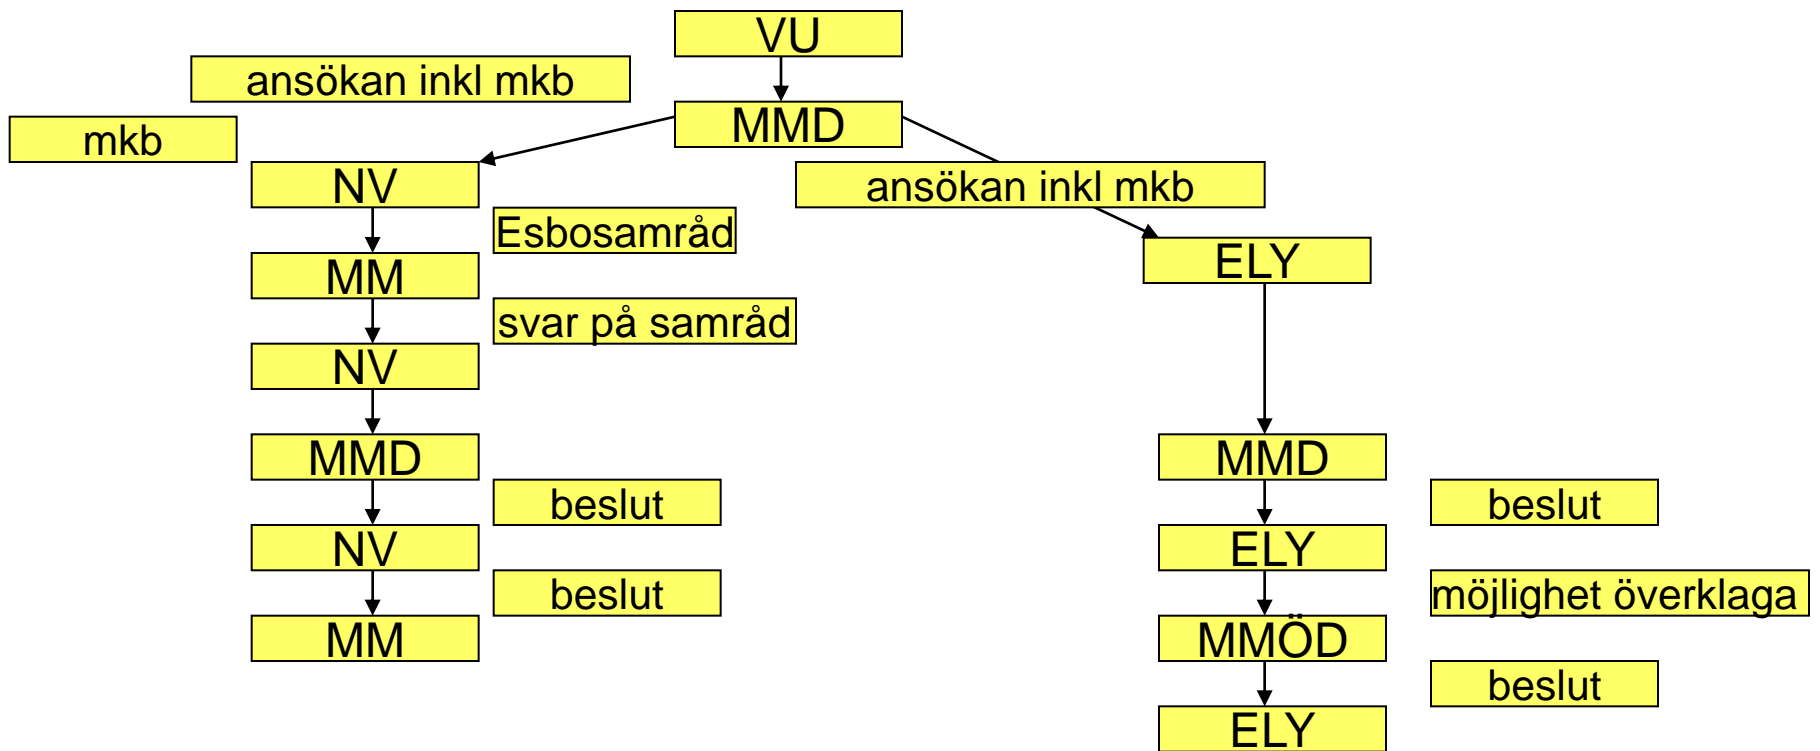 VU
ansökan inkl mkb
MMD
mkb
NV
ansökan inkl mkb
Esbosamråd
ELY
MM
svar på samråd
NV
MMD
MMD
beslut
beslut
NV
ELY
beslut
möjlighet överklaga
MM
MMÖD
beslut
ELY